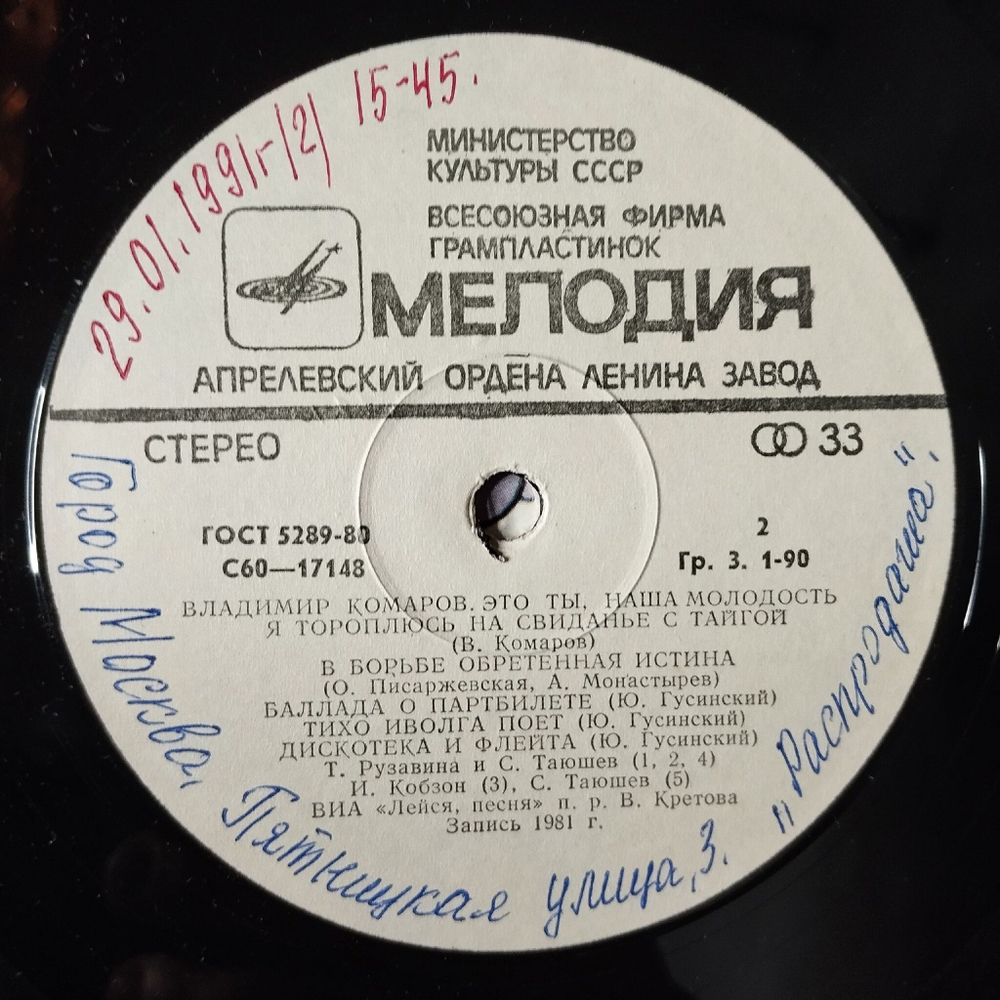 29.01.1991г (2) 15-45.
МИНИСТЕРСТВО
КУЛЬТУРЫ СССР
ВСЕСОЮЗНАЯ ФИРМА
ГРАМПЛАСТИНОК
МЕЛОДИЯ
АПРЕЛЕВСКИЙ ОРДЕНА ЛЕНИНА ЗАВОД
СТЕРЕО
33
ГОСТ 5289-80
С60—17148
2
Гр. 3. 1-90
ВЛАДИМИР КОМАРОВ. ЭТО ТЫ, НАША МОЛОДОСТЬ
Я ТОРОПЛЮСЬ НА СВИДАНЬЕ С ТАЙГОЙ
(В. Комаров)
В БОРЬБЕ ОБРЕТЕННАЯ ИСТИНА
(О. Писаржевская, А. Монастырев)
БАЛЛАДА О ПАРТБИЛЕТЕ (Ю. Гусинский)
ТИХО ИВОЛГА ПОЕТ (Ю. Гусинский)
ДИСКОТЕКА И ФЛЕЙТА (Ю. Гусинский)
Т. Рузавина и С. Таюшев (1, 2, 4)
И. Кобзон (3), С. Таюшев (5)
ВИА «Лейся, песня» п. р. В. Кретова
Запись 1981 г.
Город Москва, Пятницкая улица, 3. „Распродажа".